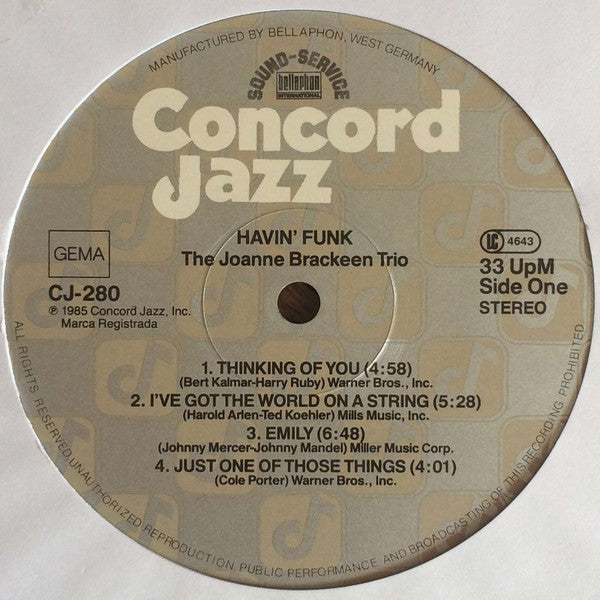 MANUFACTURED BY BELLAPHON, WEST GERMANY
SOUND-SERVICE
bellaphon
INTERNATIONAL
Concord
Jazz
HAVIN' FUNK
The Joanne Brackeen Trio
GEMA
CJ-280
℗ 1985 Concord Jazz, Inc.
Marca Registrada
LC 4643
33 UpM
Side One
STEREO
1. THINKING OF YOU (4:58)
(Bert Kalmar-Harry Ruby) Warner Bros., Inc.
2. I'VE GOT THE WORLD ON A STRING (5:28)
(Harold Arlen-Ted Koehler) Mills Music, Inc.
3. EMILY (6:48)
(Johnny Mercer-Johnny Mandel) Miller Music Corp.
4. JUST ONE OF THOSE THINGS (4:01)
(Cole Porter) Warner Bros., Inc.
ALL RIGHTS RESERVED. UNAUTHORIZED REPRODUCTION, PUBLIC PERFORMANCE AND BROADCASTING OF THIS RECORDING PROHIBITED